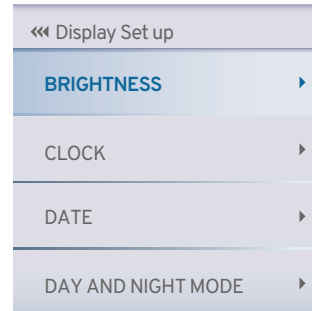 Display Set up
BRIGHTNESS
CLOCK
DATE
DAY AND NIGHT MODE